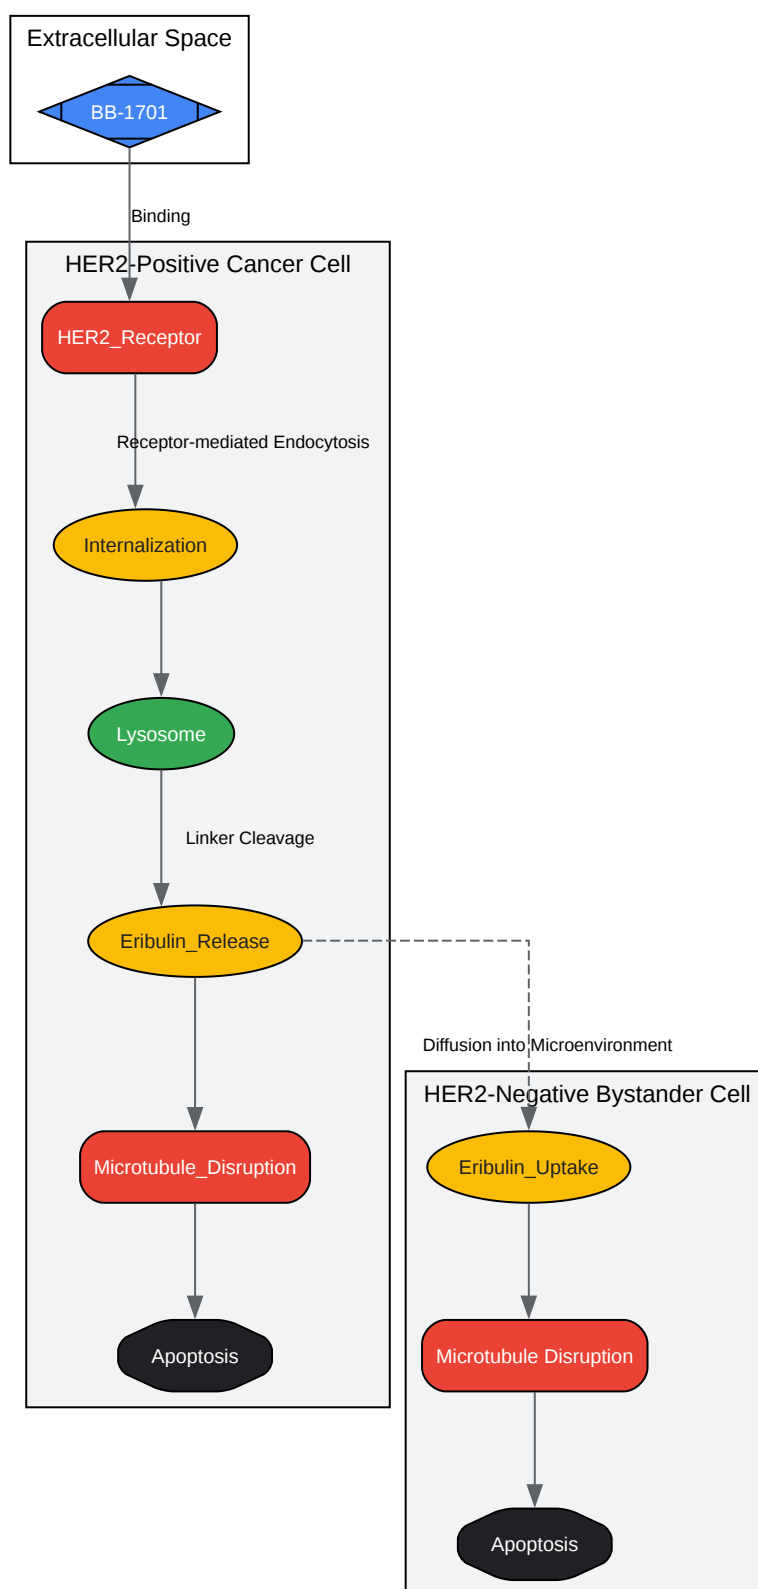 Extracellular Space
BB-1701
Binding
HER2-Positive Cancer Cell
HER2_Receptor
Receptor-mediated Endocytosis
Internalization
Lysosome
Linker Cleavage
Eribulin_Release
Diffusion into Microenvironment
HER2-Negative Bystander Cell
Microtubule_Disruption
Eribulin_Uptake
Apoptosis
Microtubule Disruption
Apoptosis